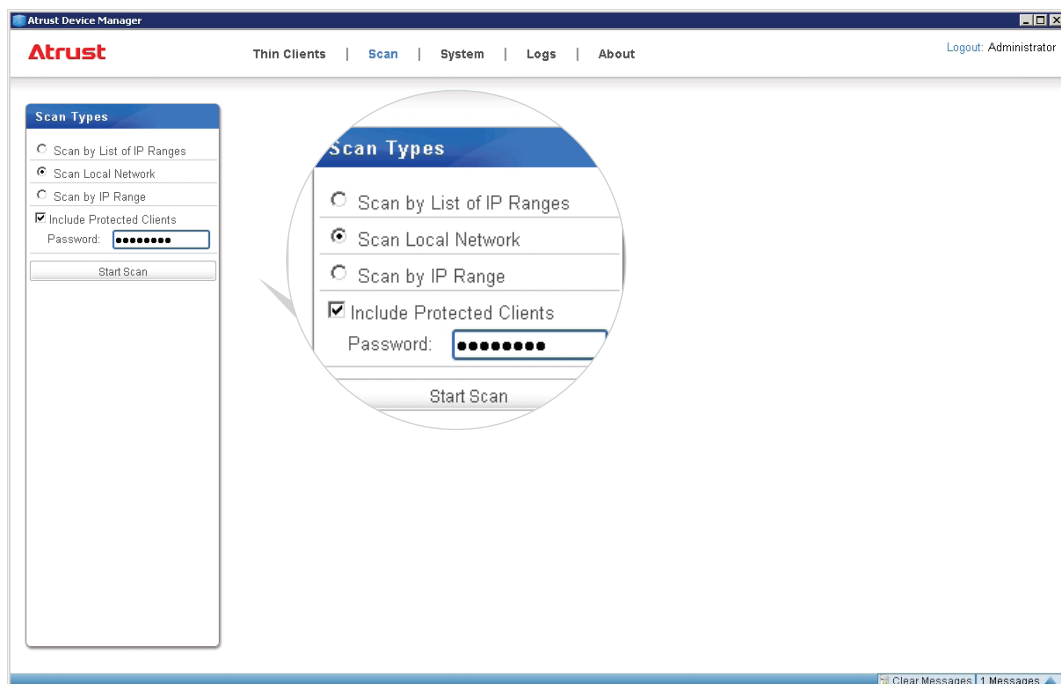 Atrust Device Manager
Atrust
Thin Clients | Scan | System | Logs | About
Logout: Administrator
Scan Types
Scan by List of IP Ranges
Scan Local Network
Scan by IP Range
Include Protected Clients
Password: ●●●●●●●●
Start Scan
Scan Types
Scan by List of IP Ranges
Scan Local Network
Scan by IP Range
Include Protected Clients
Password: ●●●●●●●●
Start Scan
Clear Messages 1 Messages